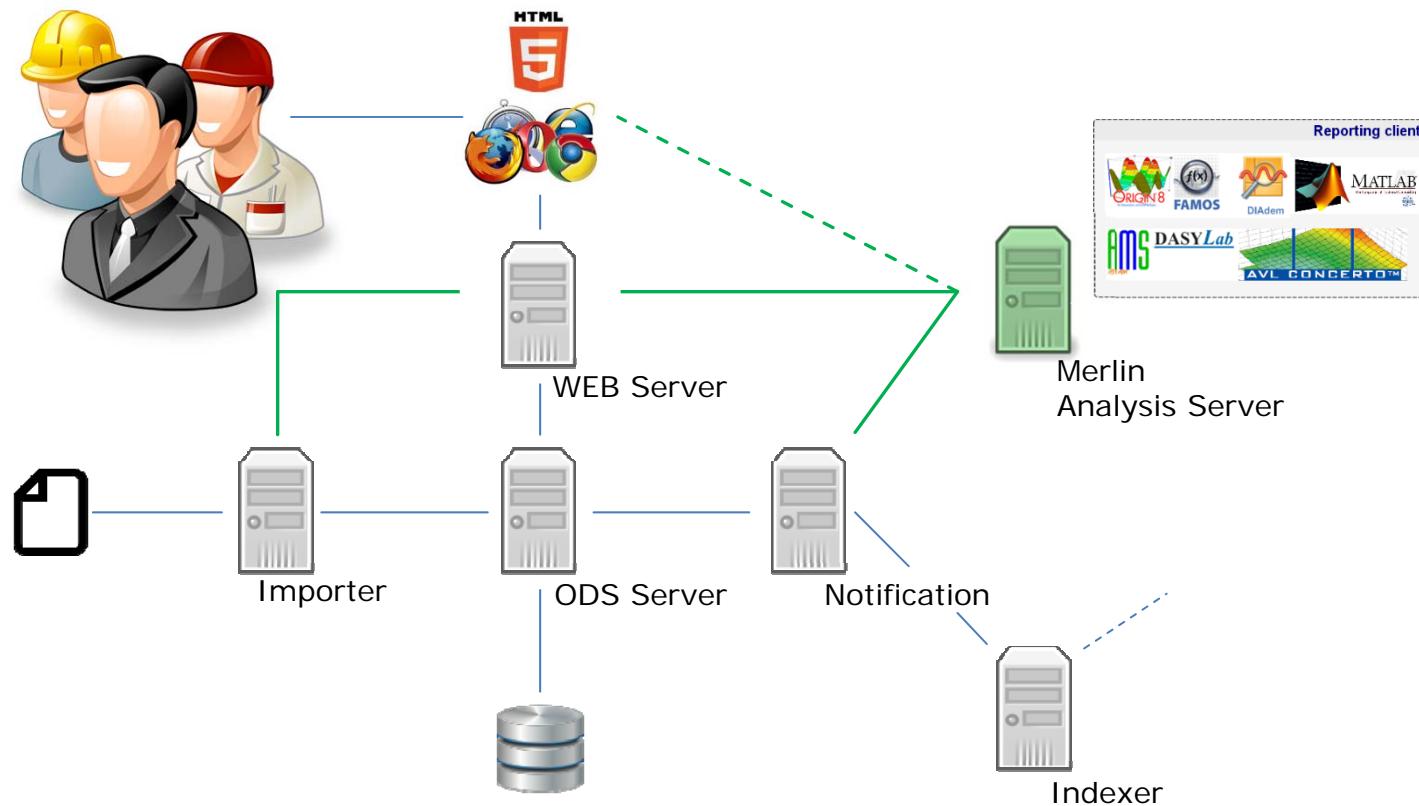 HTML
5
Reporting client
ORIGIN 8
f(x)
FAMOS
DIAdem
MATLAB
AMS
DASYLab
AVL CONCERTO™
WEB Server
Merlin
Analysis Server
Importer
ODS Server
Notification
Indexer